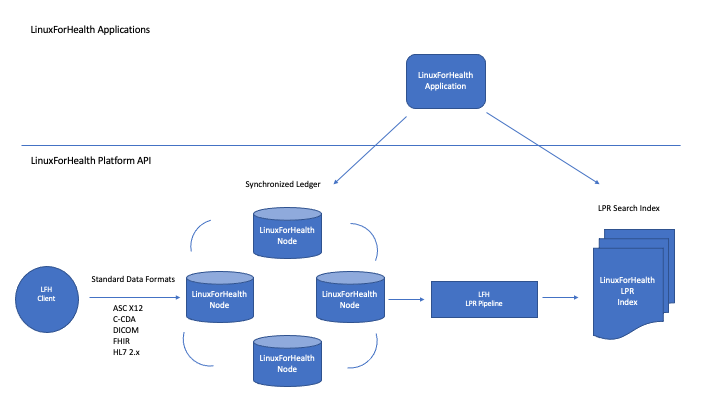 LinuxForHealth Applications
LinuxForHealth
Application
LinuxForHealth Platform API
Synchronized Ledger
LPR Search Index
LinuxForHealth
Node
LFH
Client
Standard Data Formats
ASC X12
C-CDA
DICOM
FHIR
HL7 2.x
LinuxForHealth
Node
LinuxForHealth
Node
LFH
LPR Pipeline
LinuxForHealth
LPR
Index
LinuxForHealth
Node